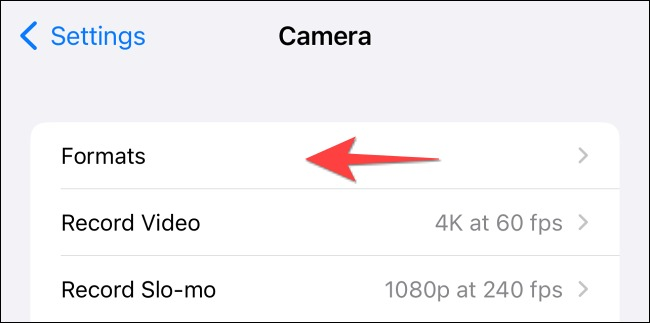 Settings
Camera
Formats
Record Video 4K at 60 fps
Record Slo-mo 1080p at 240 fps